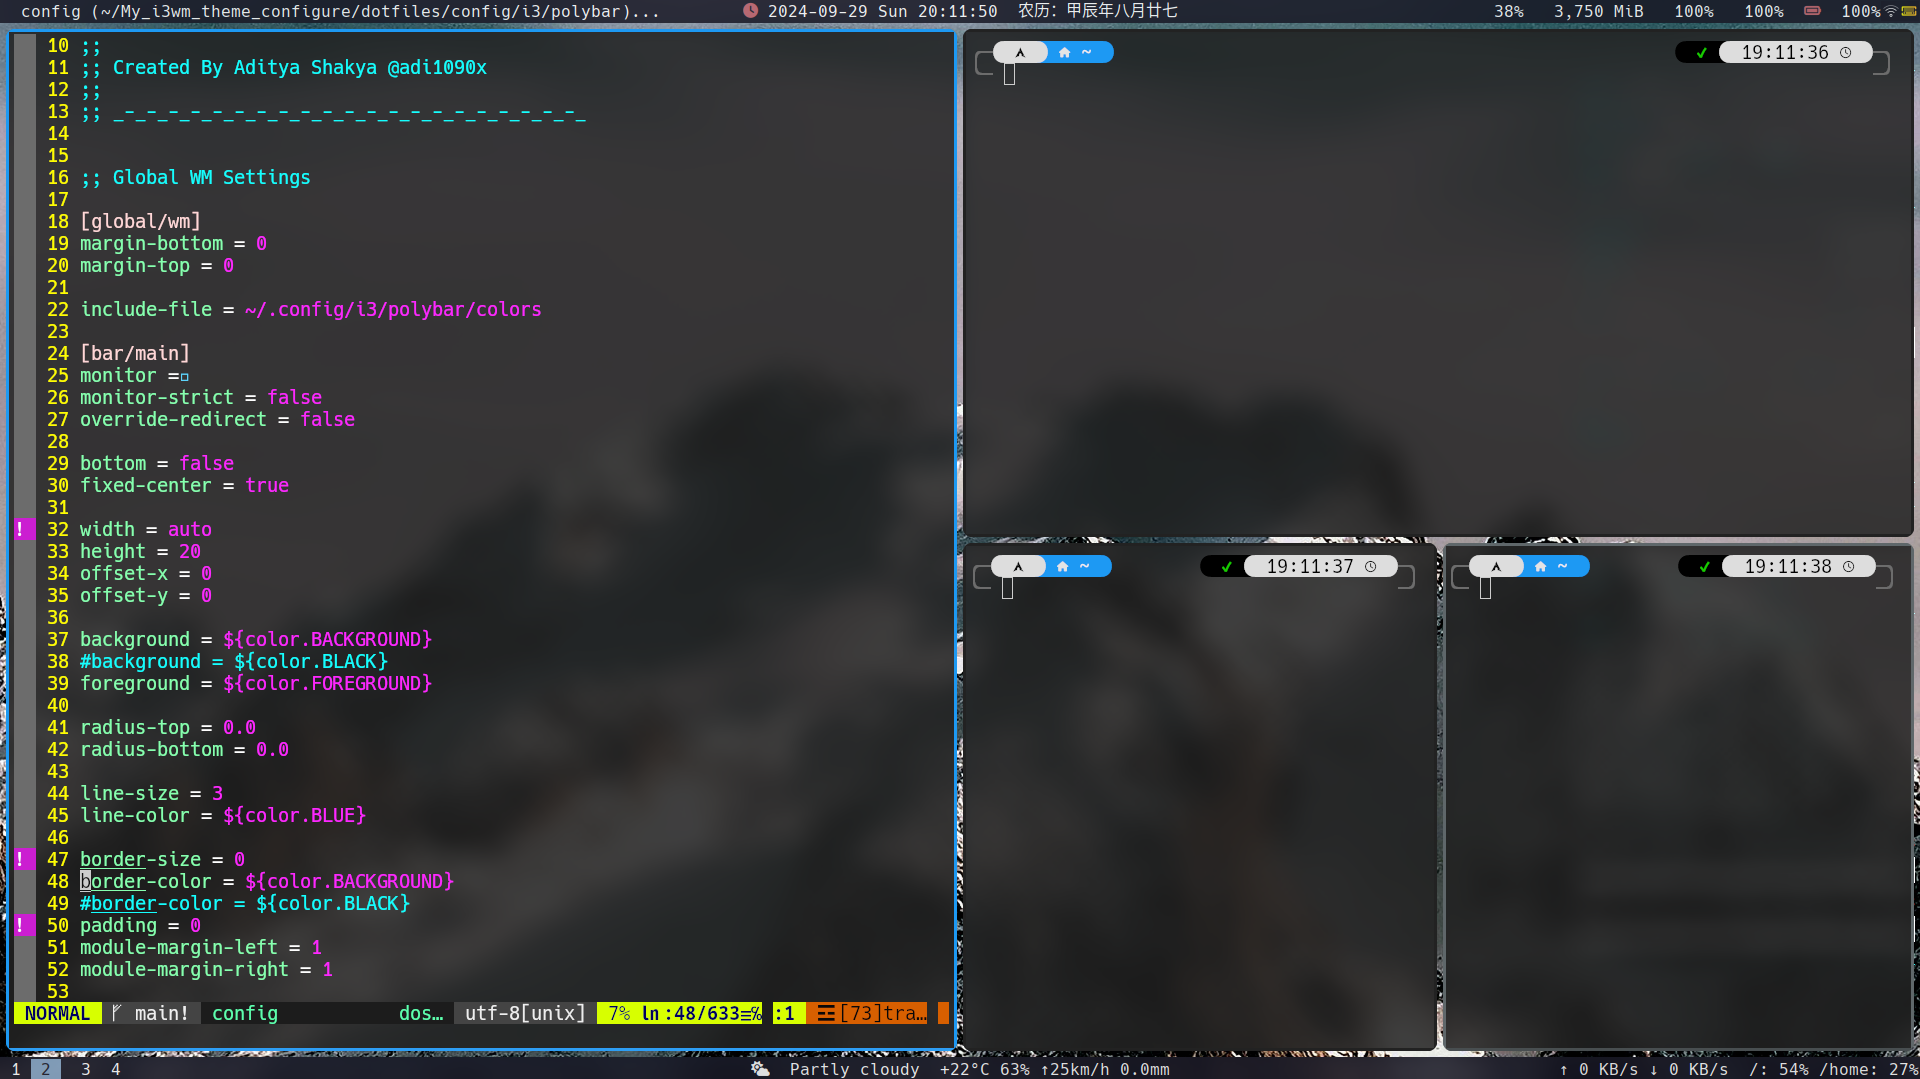 config (~/My_i3wm_theme_configure/dotfiles/config/i3/polybar)...
2024-09-29 Sun 20:11:50 农历: 甲辰年八月廿七
38% 3,750 MiB 100% 100% 100%
10 ;;
11 ;; Created By Aditya Shakya @adi1090x
12 ;;
13 ;; _-_-_-_-_-_-_-_-_-_-_-_-_-_-_-_-_-_-_-_-_-_
14
15
16 ;; Global WM Settings
17
18 [global/wm]
19 margin-bottom = 0
20 margin-top = 0
21
22 include-file = ~/.config/i3/polybar/colors
23
24 [bar/main]
25 monitor =
26 monitor-strict = false
27 override-redirect = false
28
29 bottom = false
30 fixed-center = true
31
! 32 width = auto
33 height = 20
34 offset-x = 0
35 offset-y = 0
36
37 background = ${color.BACKGROUND}
38 #background = ${color.BLACK}
39 foreground = ${color.FOREGROUND}
40
41 radius-top = 0.0
42 radius-bottom = 0.0
43
44 line-size = 3
45 line-color = ${color.BLUE}
46
! 47 border-size = 0
48 border-color = ${color.BACKGROUND}
49 #border-color = ${color.BLACK}
! 50 padding = 0
51 module-margin-left = 1
52 module-margin-right = 1
53
NORMAL main! config dos… utf-8[unix] 7% ln:48/633≡℅:1 ☲[73]tra…
~ ✓ 19:11:36
~ ✓ 19:11:37
~ ✓ 19:11:38
1 2 3 4
Partly cloudy +22°C 63% ↑25km/h 0.0mm
↑ 0 KB/s ↓ 0 KB/s /: 54% /home: 27%